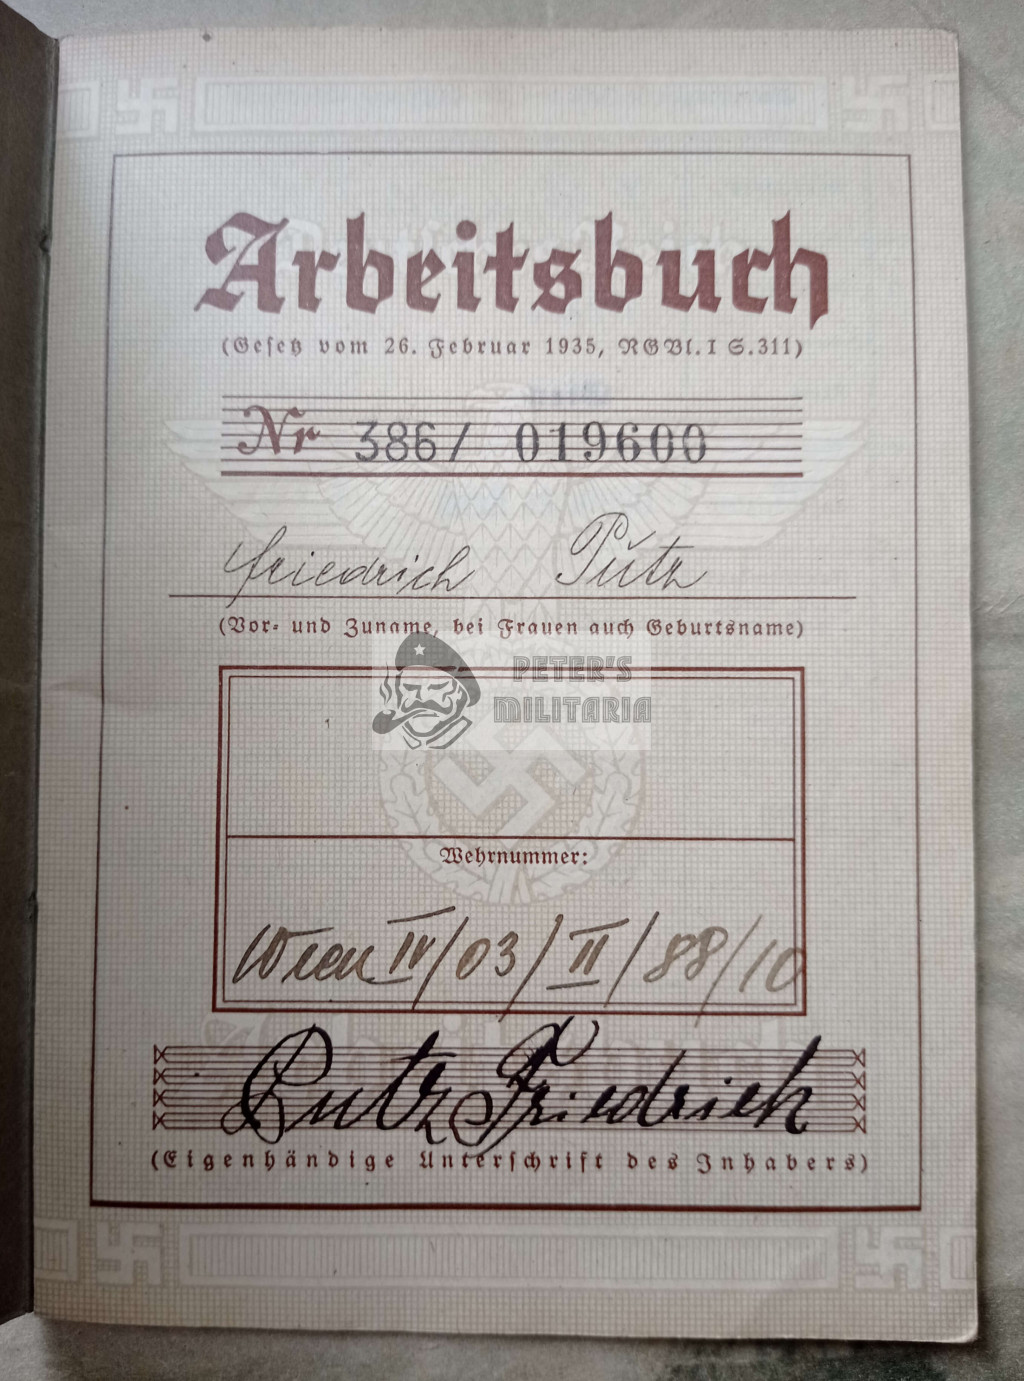 Arbeitsbuch
(Gesetz vom 26. Februar 1935, RGBl. I S. 311)
Nr 386/ 019600
Friedrich Pütz
(Vor- und Zuname, bei Frauen auch Geburtsname)
PETER'S
MILITARIA
Wehrnummer:
Wien IV/03/II/88/10
Putz Friedrich
(Eigenhändige Unterschrift des Inhabers)